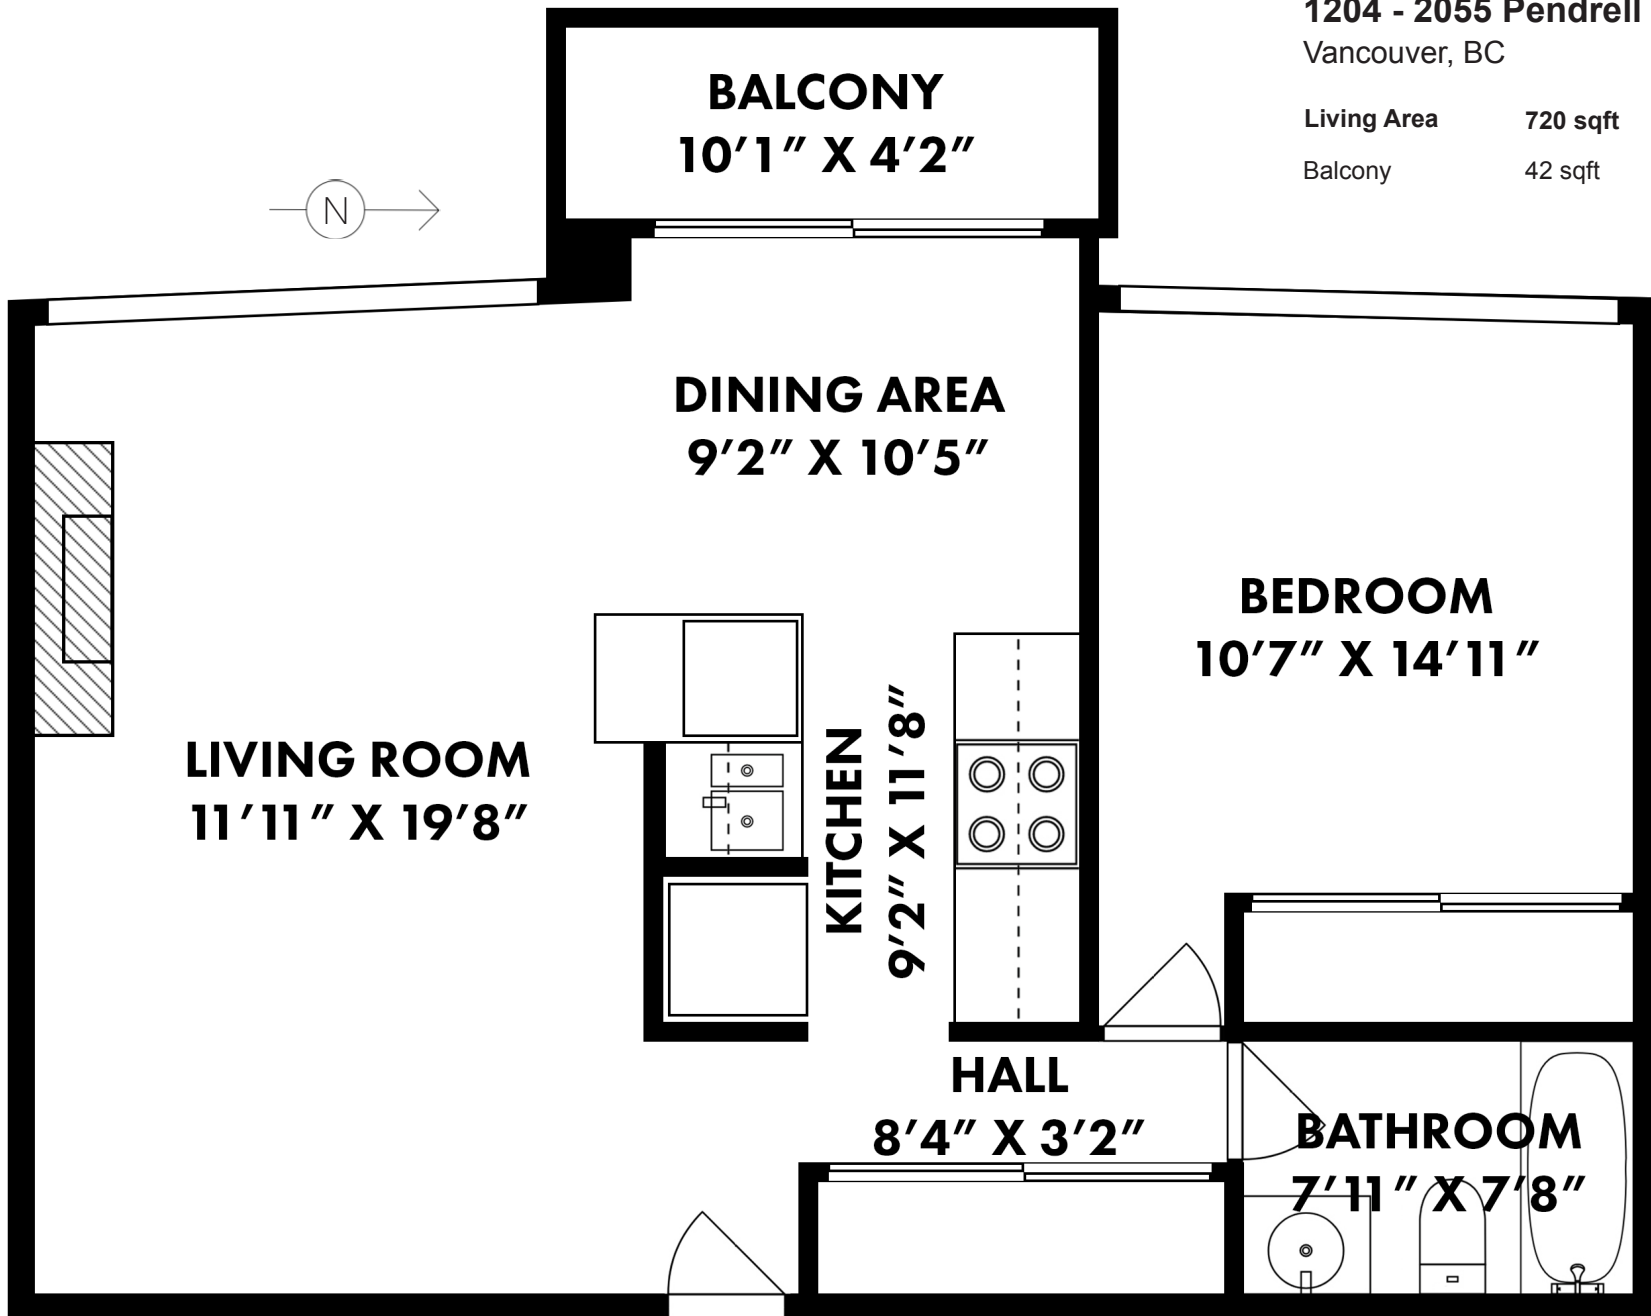 1204 - 2055 Pendrell
Vancouver, BC
Living Area 720 sqft
Balcony 42 sqft
BALCONY
10'1" X 4'2"
N
DINING AREA
9'2" X 10'5"
BEDROOM
10'7" X 14'11"
LIVING ROOM
11'11" X 19'8"
KITCHEN
9'2" X 11'8"
HALL
8'4" X 3'2"
BATHROOM
7'11" X 7'8"